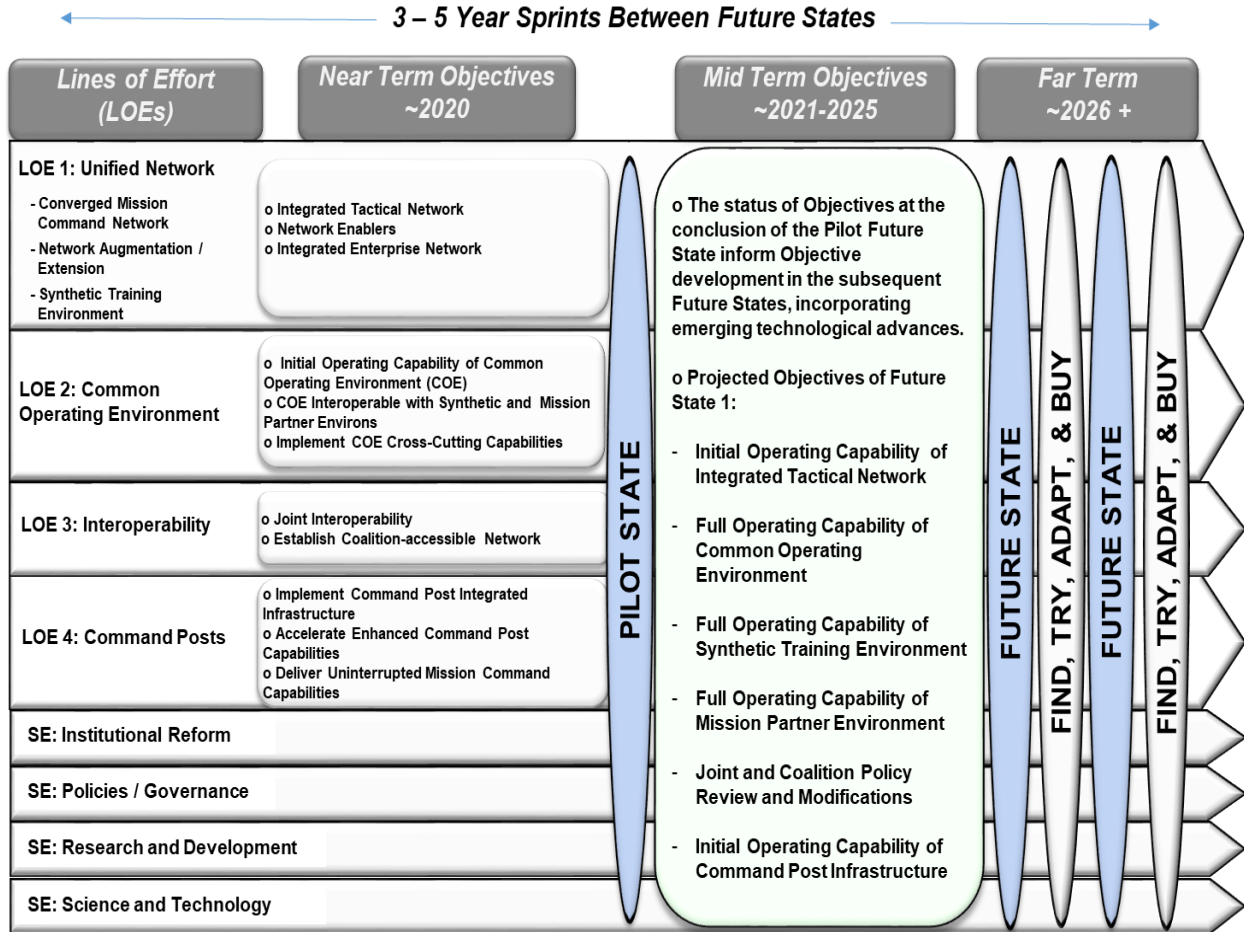 3 – 5 Year Sprints Between Future States
Lines of Effort
(LOEs)
Near Term Objectives
~2020
Mid Term Objectives
~2021-2025
Far Term
~2026 +
LOE 1: Unified Network
- Converged Mission
Command Network
- Network Augmentation /
Extension
- Synthetic Training
Environment
o Integrated Tactical Network
o Network Enablers
o Integrated Enterprise Network
LOE 2: Common
Operating Environment
o Initial Operating Capability of Common
Operating Environment (COE)
o COE Interoperable with Synthetic and Mission
Partner Environs
o Implement COE Cross-Cutting Capabilities
LOE 3: Interoperability
o Joint Interoperability
o Establish Coalition-accessible Network
LOE 4: Command Posts
o Implement Command Post Integrated
Infrastructure
o Accelerate Enhanced Command Post
Capabilities
o Deliver Uninterrupted Mission Command
Capabilities
SE: Institutional Reform
SE: Policies / Governance
SE: Research and Development
SE: Science and Technology
PILOT STATE
o The status of Objectives at the
conclusion of the Pilot Future
State inform Objective
development in the subsequent
Future States, incorporating
emerging technological advances.
o Projected Objectives of Future
State 1:
- Initial Operating Capability of
Integrated Tactical Network
- Full Operating Capability of
Common Operating
Environment
- Full Operating Capability of
Synthetic Training Environment
- Full Operating Capability of
Mission Partner Environment
- Joint and Coalition Policy
Review and Modifications
- Initial Operating Capability of
Command Post Infrastructure
FUTURE STATE
FIND, TRY, ADAPT, & BUY
FUTURE STATE
FIND, TRY, ADAPT, & BUY